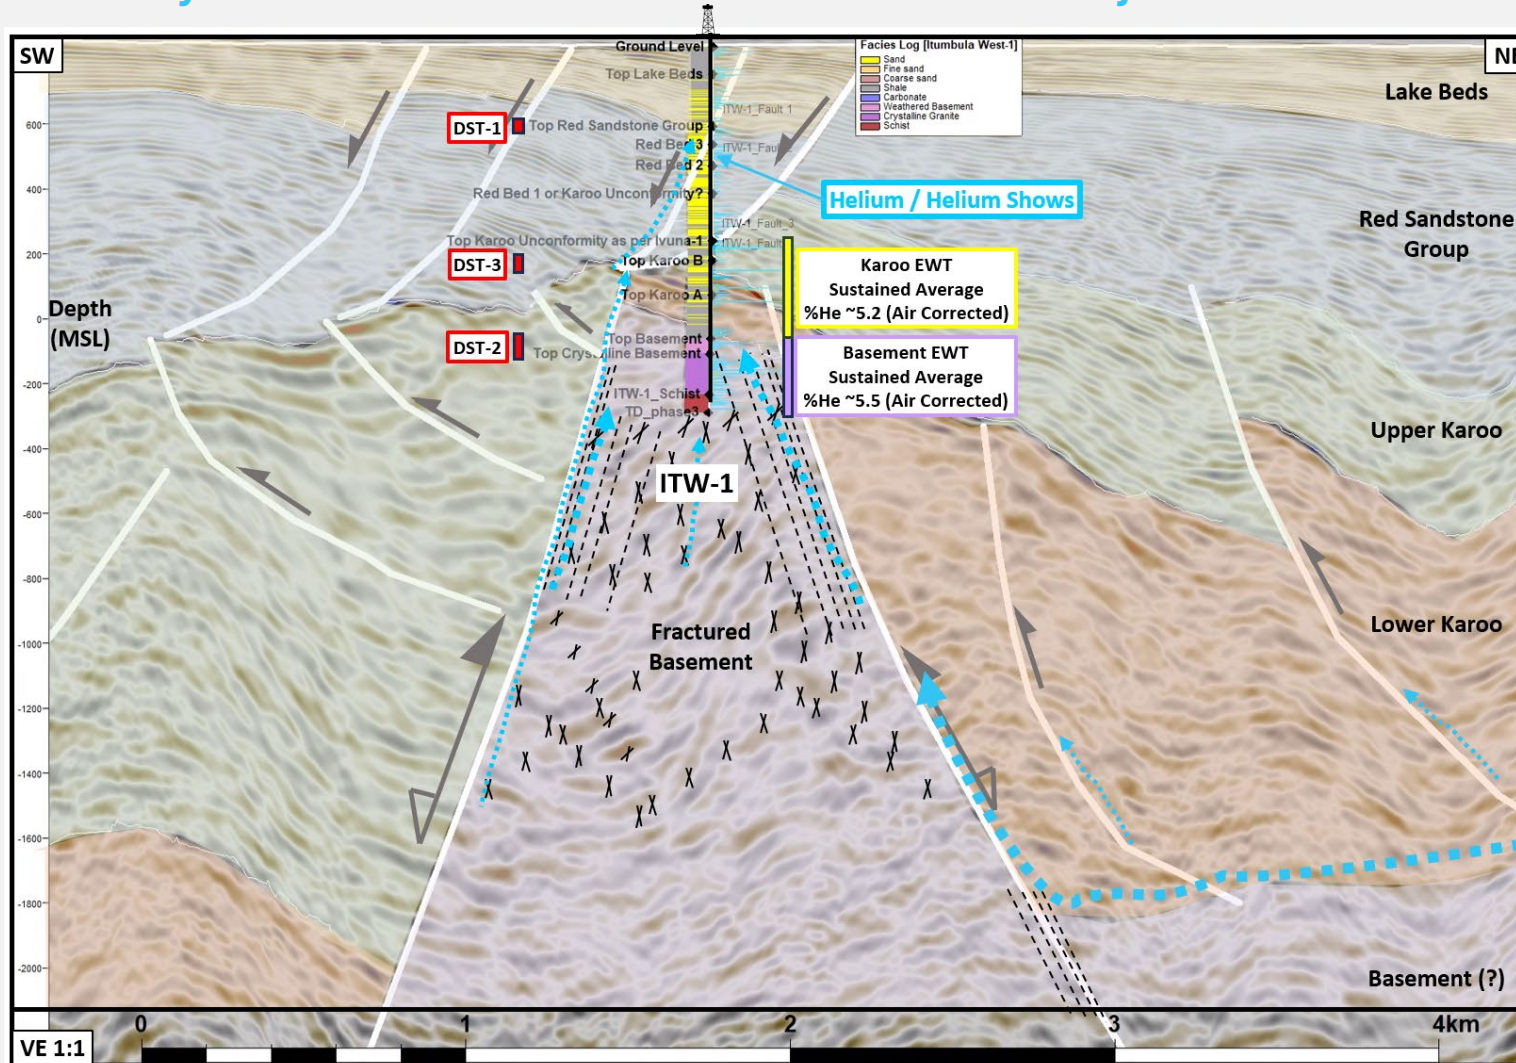 SW
NE
Ground Level
Top Lake Beds
Facies Log [Itumbula West-1]
Sand
Fine sand
Coarse sand
Shale
Carbonate
Weathered Basement
Crystalline Granite
Schist
Lake Beds
ITW-1_Fault_1
DST-1
Top Red Sandstone Group
600
Red Bed 3
ITW-1_Fau
Red Bed 2
400
Red Bed 1 or Karoo Unconformity?
Helium / Helium Shows
Red Sandstone
Group
ITW-1_Fault_3
Top Karoo Unconformity as per Ivuna-1
ITW-1_Fault
200
DST-3
Top Karoo B
Karoo EWT
Sustained Average
%He ~5.2 (Air Corrected)
Top Karoo A
Depth
(MSL)
0
Top Basement
DST-2
Top Crystalline Basement
Basement EWT
Sustained Average
%He ~5.5 (Air Corrected)
-200
ITW-1_Schist
TD_phase3
-400
Upper Karoo
ITW-1
-600
-800
Fractured
Basement
Lower Karoo
-1000
-1200
-1400
-1600
-1800
-2000
Basement (?)
0
1
2
3
4km
VE 1:1